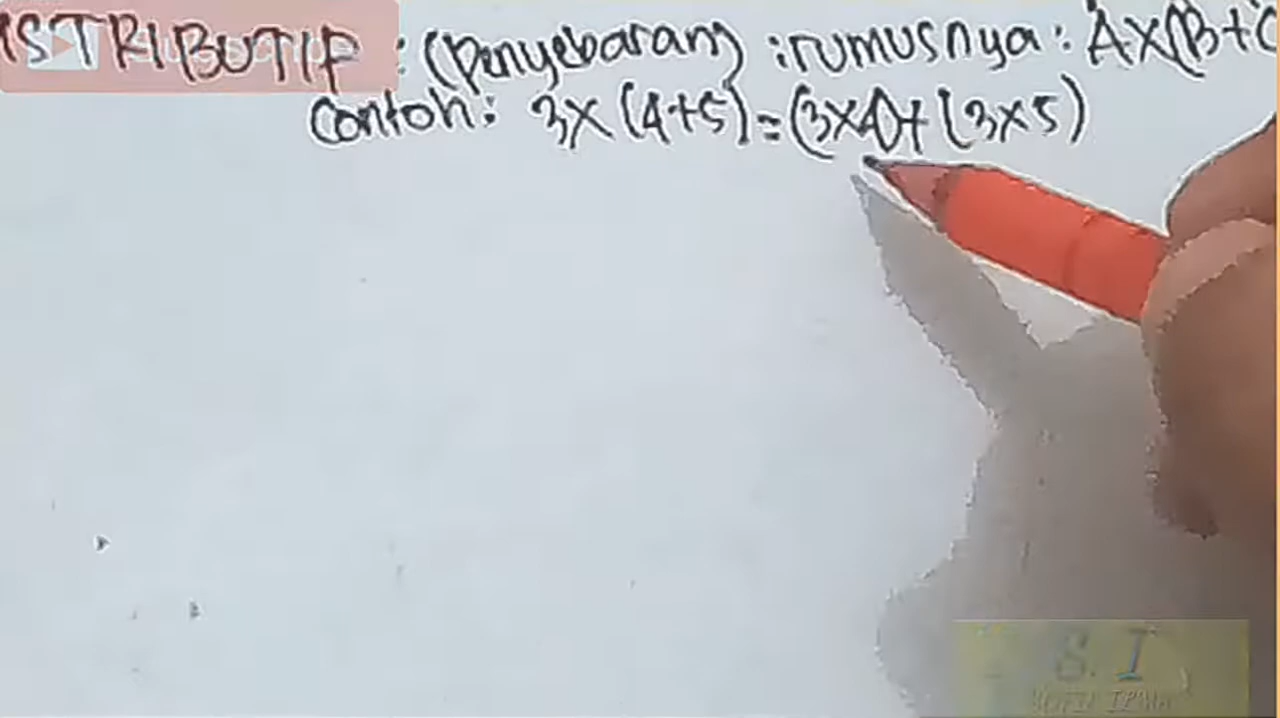 ISTRIBUTIF : (Penyebaran) : rumusnya : A×(B+C
Contoh: 3×(4+5)=(3×4)+(3×5)
S. I